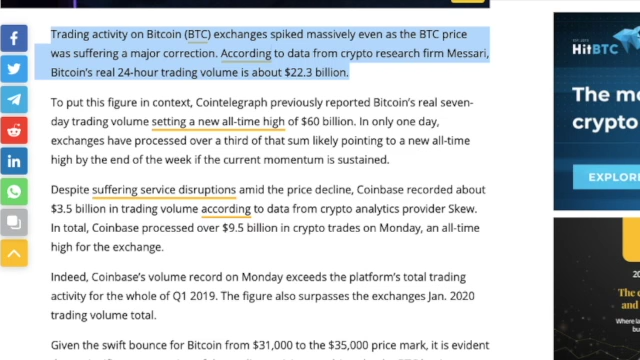 Trading activity on Bitcoin (BTC) exchanges spiked massively even as the BTC price
was suffering a major correction. According to data from crypto research firm Messari,
Bitcoin's real 24-hour trading volume is about $22.3 billion.
To put this figure in context, Cointelegraph previously reported Bitcoin's real seven-
day trading volume setting a new all-time high of $60 billion. In only one day,
exchanges have processed over a third of that sum likely pointing to a new all-time
high by the end of the week if the current momentum is sustained.
Despite suffering service disruptions amid the price decline, Coinbase recorded about
$3.5 billion in trading volume according to data from crypto analytics provider Skew.
In total, Coinbase processed over $9.5 billion in crypto trades on Monday, an all-time
high for the exchange.
Indeed, Coinbase's volume record on Monday exceeds the platform's total trading
activity for the whole of Q1 2019. The figure also surpasses the exchanges Jan. 2020
trading volume total.
Given the swift bounce for Bitcoin from $31,000 to the $35,000 price mark, it is evident
HitBTC
The mo
crypto
EXPLORE
20
and
Where la
bu